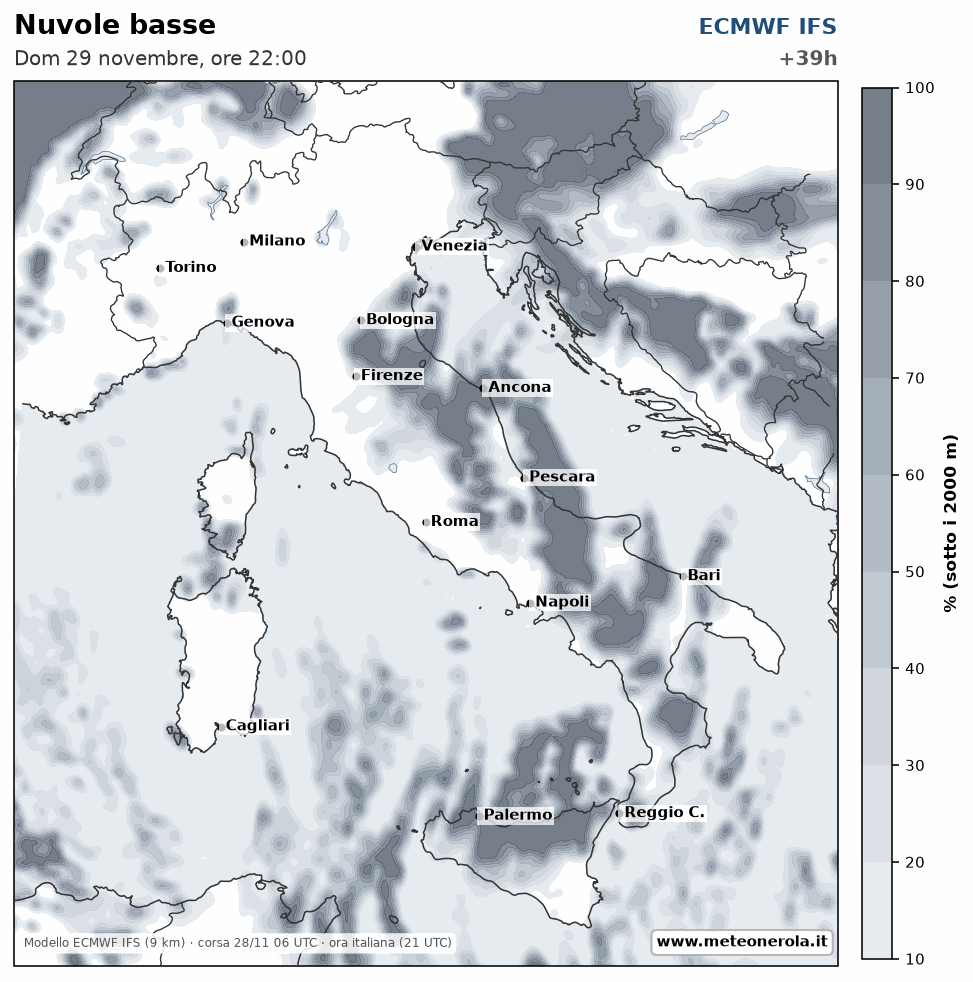 Nuvole basse
ECMWF IFS
Dom 29 novembre, ore 22:00
+39h
100
90
80
70
60
50
40
30
20
10
% (sotto i 2000 m)
Milano
Venezia
Torino
Genova
Bologna
Firenze
Ancona
Pescara
Roma
Bari
Napoli
Cagliari
Palermo
Reggio C.
Modello ECMWF IFS (9 km) · corsa 28/11 06 UTC · ora italiana (21 UTC)
www.meteonerola.it